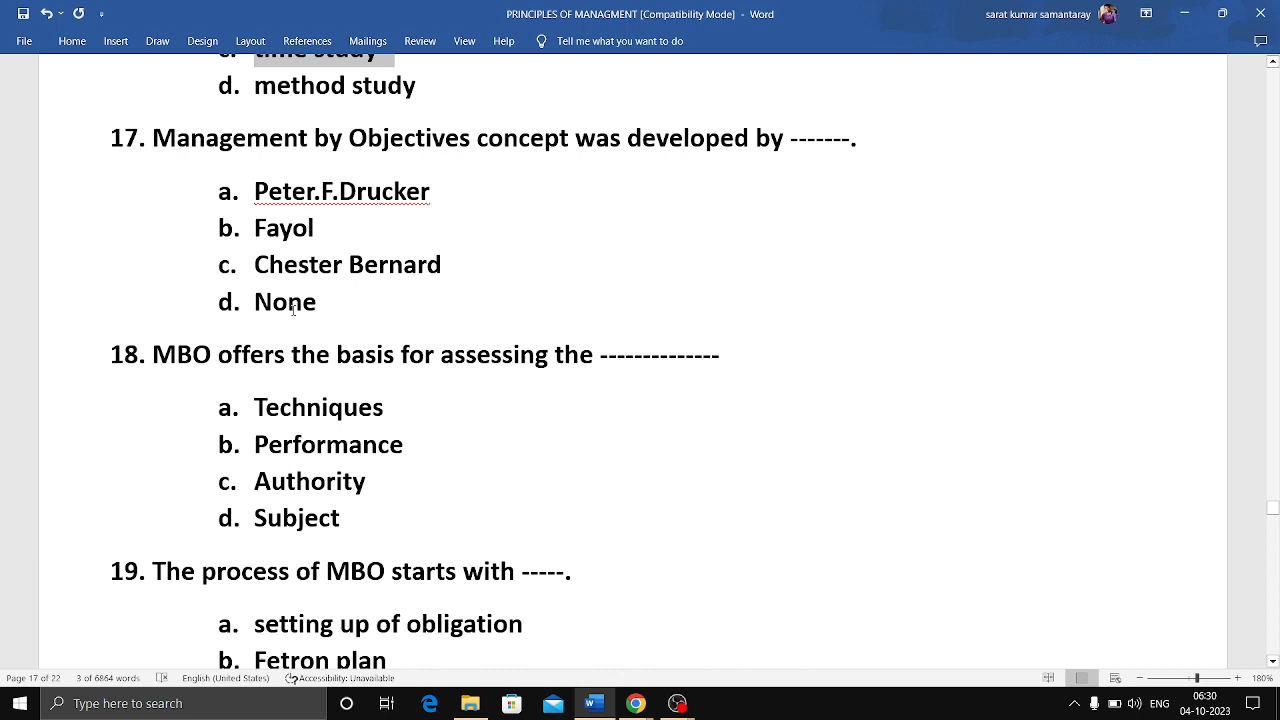 PRINCIPLES OF MANAGMENT [Compatibility Mode] - Word
sarat kumar samantaray
File Home Insert Draw Design Layout References Mailings Review View Help Tell me what you want to do
c. time study
d. method study
17. Management by Objectives concept was developed by -------.
a. Peter.F.Drucker
b. Fayol
c. Chester Bernard
d. None
18. MBO offers the basis for assessing the --------------
a. Techniques
b. Performance
c. Authority
d. Subject
19. The process of MBO starts with -----.
a. setting up of obligation
b. Fetron plan
Page 17 of 22 3 of 6864 words English (United States) Accessibility: Unavailable 180%
Type here to search
ENG
06:30
04-10-2023